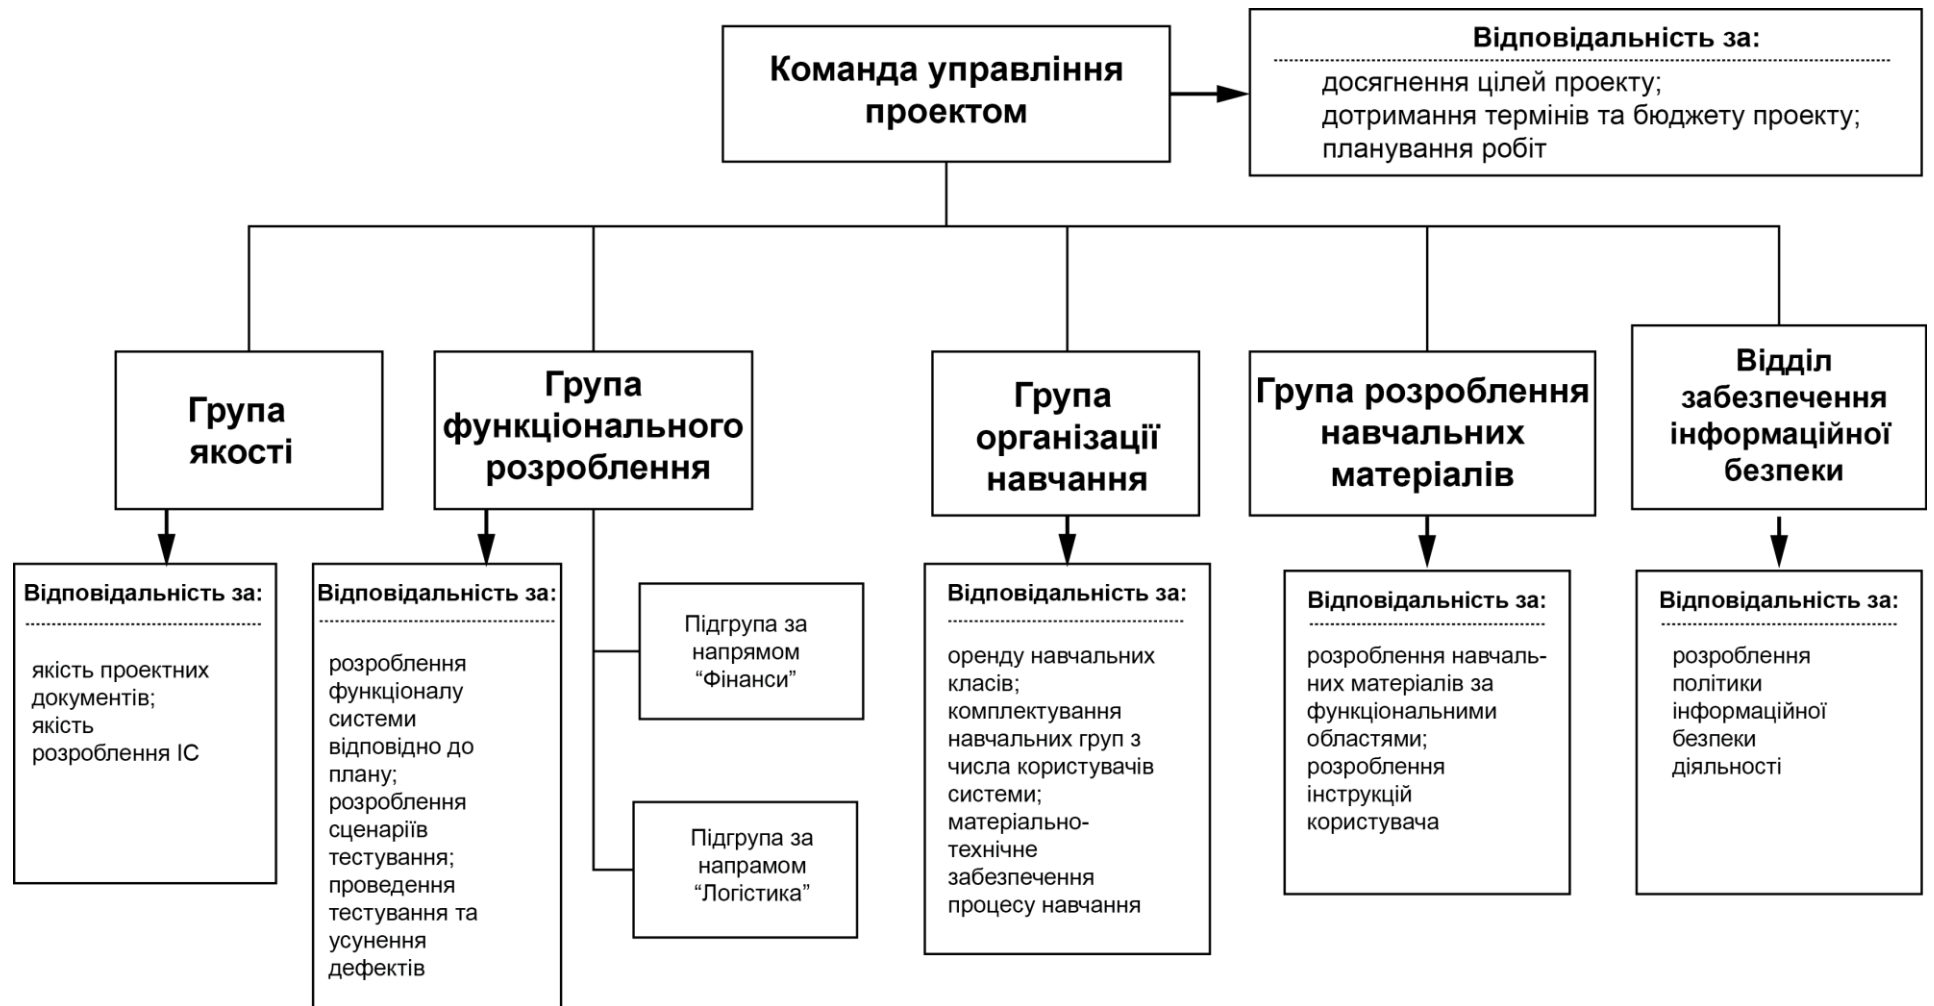 Команда управління
проектом
Відповідальність за:
досягнення цілей проекту;
дотримання термінів та бюджету проекту;
планування робіт
Група
якості
Група
функціонального
розроблення
Група
організації
навчання
Група розроблення
навчальних
матеріалів
Відділ
забезпечення
інформаційної
безпеки
Відповідальність за:
якість проектних
документів;
якість
розроблення ІС
Відповідальність за:
розроблення
функціоналу
системи
відповідно до
плану;
розроблення
сценаріїв
тестування;
проведення
тестування та
усунення
дефектів
Підгрупа за
напрямом
“Фінанси”
Підгрупа за
напрамом
“Логістика”
Відповідальність за:
оренду навчальних
класів;
комплектування
навчальних груп з
числа користувачів
системи;
матеріально-
технічне
забезпечення
процесу навчання
Відповідальність за:
розроблення навчаль-
них матеріалів за
функціональними
областями;
розроблення
інструкцій
користувача
Відповідальність за:
розроблення
політики
інформаційної
безпеки
діяльності